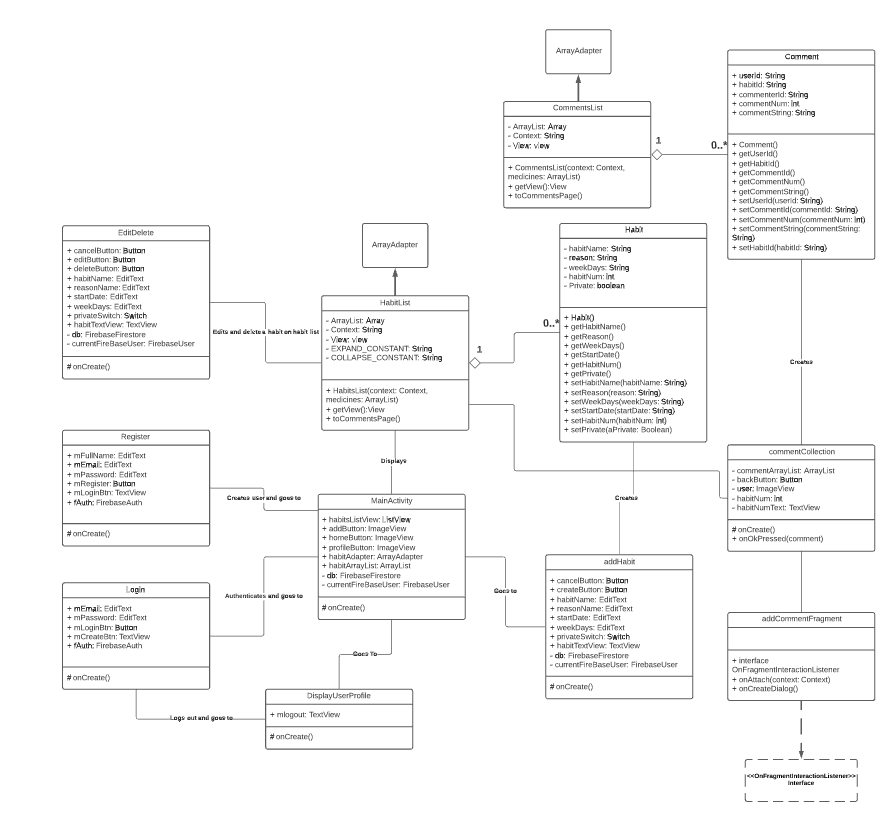 ArrayAdapter
CommentsList
- ArrayList: Array
- Context: String
- View: view
+ CommentsList(context: Context,
medicines: ArrayList)
+ getView():View
+ toCommentsPage()
1
0..*
Comment
+ userId: String
+ habitId: String
+ commenterId: String
+ commentNum: int
+ commentString: String
+ Comment()
+ getUserId()
+ getHabitId()
+ getCommentId()
+ getCommentNum()
+ getCommentString()
+ setUserId(userId: String)
+ setCommentId(commentId: String)
+ setCommentNum(commentNum: int)
+ setCommentString(commentString:
String)
+ setHabitId(habitId: String)
EditDelete
+ cancelButton: Button
+ editButton: Button
+ deleteButton: Button
+ habitName: EditText
+ reasonName: EditText
+ startDate: EditText
+ weekDays: EditText
+ privateSwitch: Switch
+ habitTextView: TextView
- db: FirebaseFirestore
- currentFireBaseUser: FirebaseUser
# onCreate()
Edits and delete a habit on habit list
ArrayAdapter
HabitList
- ArrayList: Array
- Context: String
- View: view
- EXPAND_CONSTANT: String
- COLLAPSE_CONSTANT: String
+ HabitsList(context: Context,
medicines: ArrayList)
+ getView():View
+ toCommentsPage()
1
0..*
Habit
- habitName: String
- reason: String
- weekDays: String
- habitNum: int
- Private: boolean
+ Habit()
+ getHabitName()
+ getReason()
+ getWeekDays()
+ getStartDate()
+ getHabitNum()
+ getPrivate()
+ setHabitName(habitName: String)
+ setReason(reason: String)
+ setWeekDays(weekDays: String)
+ setStartDate(startDate: String)
+ setHabitNum(habitNum: int)
+ setPrivate(aPrivate: Boolean)
Creates
Register
+ mFullName: EditText
+ mEmail: EditText
+ mPassword: EditText
+ mRegister: Button
+ mLoginBtn: TextView
+ fAuth: FirebaseAuth
# onCreate()
Creates user and goes to
Displays
MainActivity
+ habitsListView: ListView
+ addButton: ImageView
+ homeButton: ImageView
+ profileButton: ImageView
+ habitAdapter: ArrayAdapter
+ habitArrayList: ArrayList
- db: FirebaseFirestore
- currentFireBaseUser: FirebaseUser
# onCreate()
Creates
commentCollection
- commentArrayList: ArrayList
- backButton: Button
- user: ImageView
- habitNum: int
- habitNumText: TextView
# onCreate()
+ onOkPressed(comment)
Login
+ mEmail: EditText
+ mPassword: EditText
+ mLoginBtn: Button
+ mCreateBtn: TextView
+ fAuth: FirebaseAuth
# onCreate()
Authenticates and goes to
Goes to
addHabit
+ cancelButton: Button
+ createButton: Button
+ habitName: EditText
+ reasonName: EditText
+ startDate: EditText
+ weekDays: EditText
+ privateSwitch: Switch
+ habitTextView: TextView
- db: FirebaseFirestore
- currentFireBaseUser: FirebaseUser
# onCreate()
addCommentFragment
+ interface
OnFragmentInteractionListener
+ onAttach(context: Context)
+ onCreateDialog()
Goes To
DisplayUserProfile
+ mlogout: TextView
# onCreate()
Logs out and goes to
<<OnFragmentInteractionListener>>
Interface